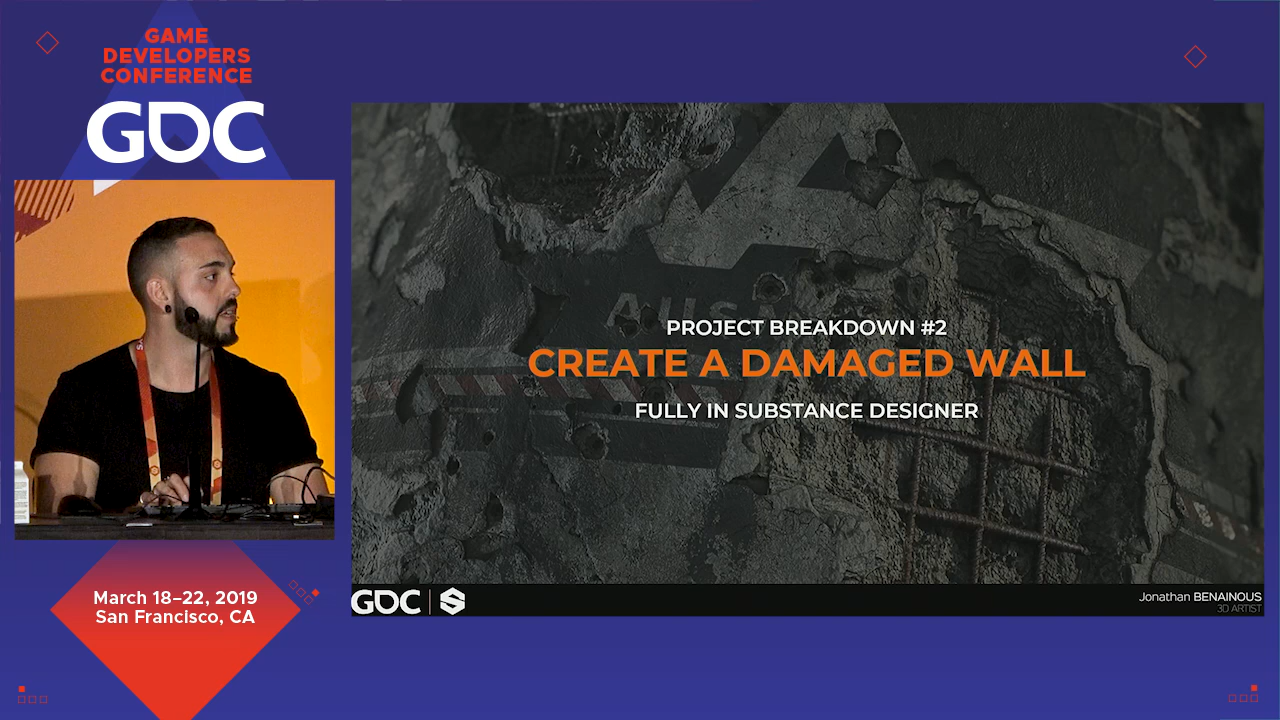 GAME
DEVELOPERS
CONFERENCE
GDC
PROJECT BREAKDOWN #2
CREATE A DAMAGED WALL
FULLY IN SUBSTANCE DESIGNER
March 18–22, 2019
San Francisco, CA
GDC
Jonathan BENAINOUS
3D ARTIST